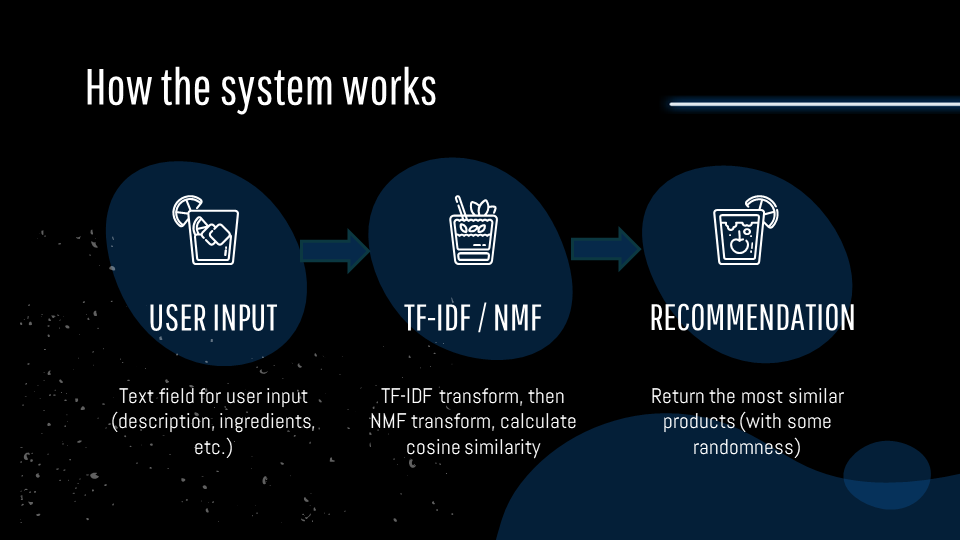 How the system works
USER INPUT
Text field for user input
(description, ingredients,
etc.)
TF-IDF / NMF
TF-IDF transform, then
NMF transform, calculate
cosine similarity
RECOMMENDATION
Return the most similar
products (with some
randomness)